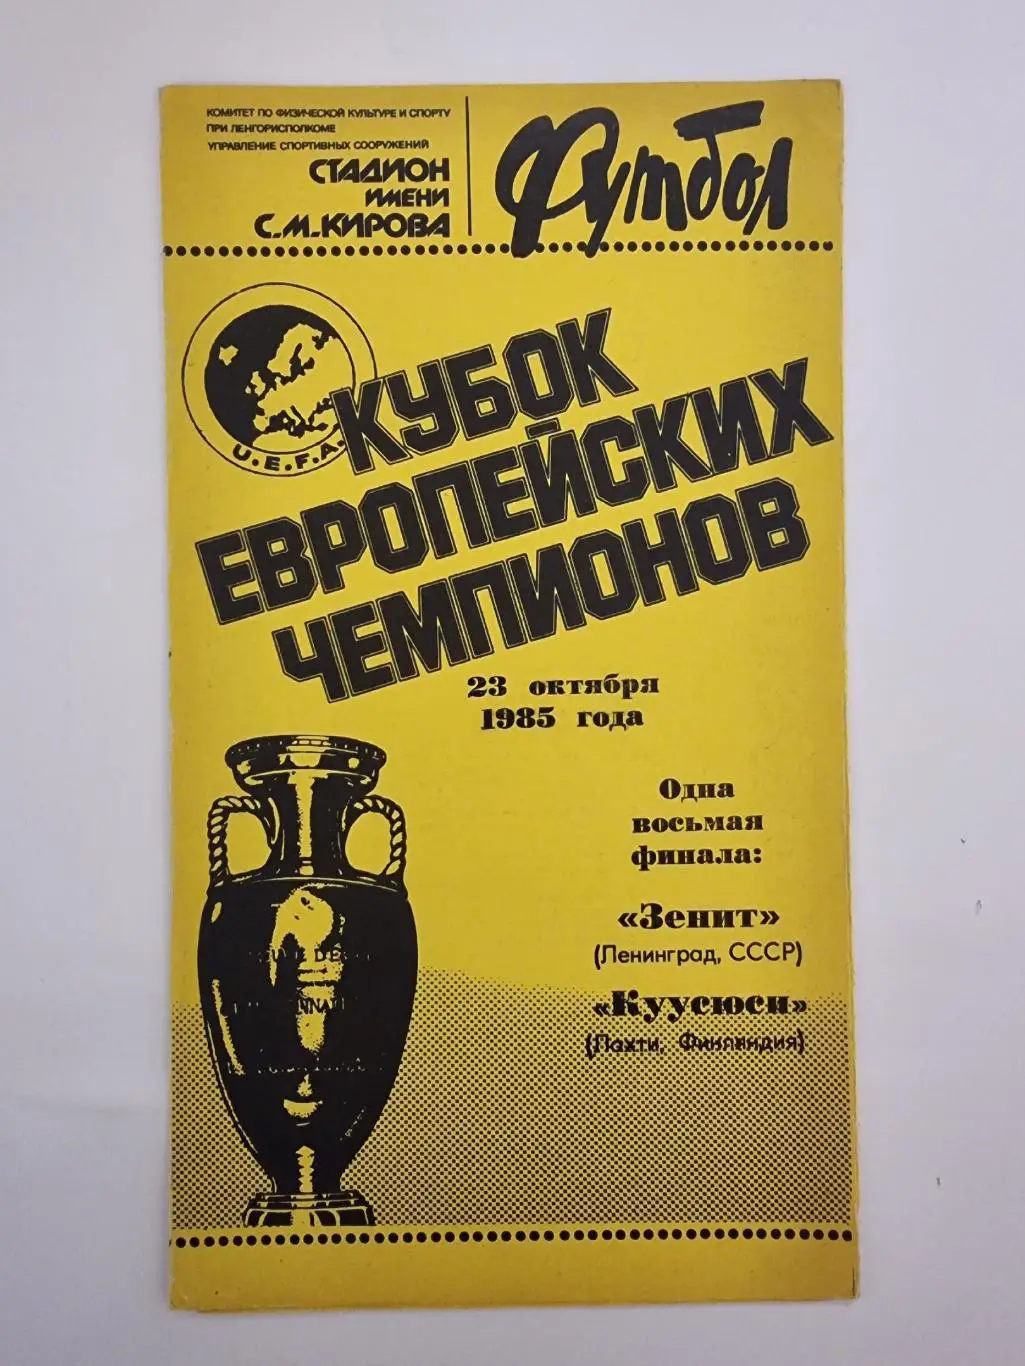 КОМИТЕТ ПО ФИЗИЧЕСКОЙ КУЛЬТУРЕ И СПОРТУ
ПРИ ЛЕНГОРИСПОЛКОМЕ
УПРАВЛЕНИЕ СПОРТИВНЫХ СООРУЖЕНИЙ
СТАДИОН
ИМЕНИ
С.М.КИРОВА
Футбол
U.E.F.A.
КУБОК
ЕВРОПЕЙСКИХ
ЧЕМПИОНОВ
23 октября
1985 года
Одна
восьмая
финала:
«Зенит»
(Ленинград, СССР)
«Куусюси»
(Лахти, Финляндия)